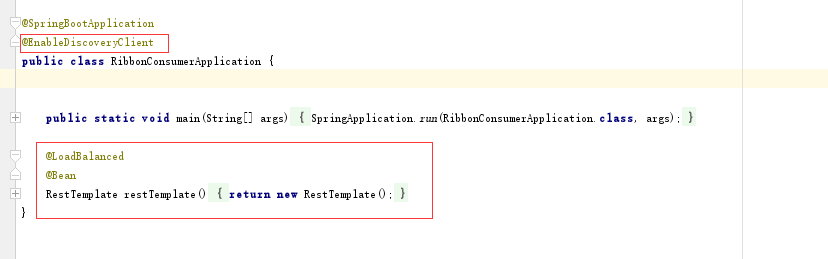 @SpringBootApplication
@EnableDiscoveryClient
public class RibbonConsumerApplication {
public static void main(String[] args) { SpringApplication.run(RibbonConsumerApplication.class, args); }
@LoadBalanced
@Bean
RestTemplate restTemplate() { return new RestTemplate(); }
}